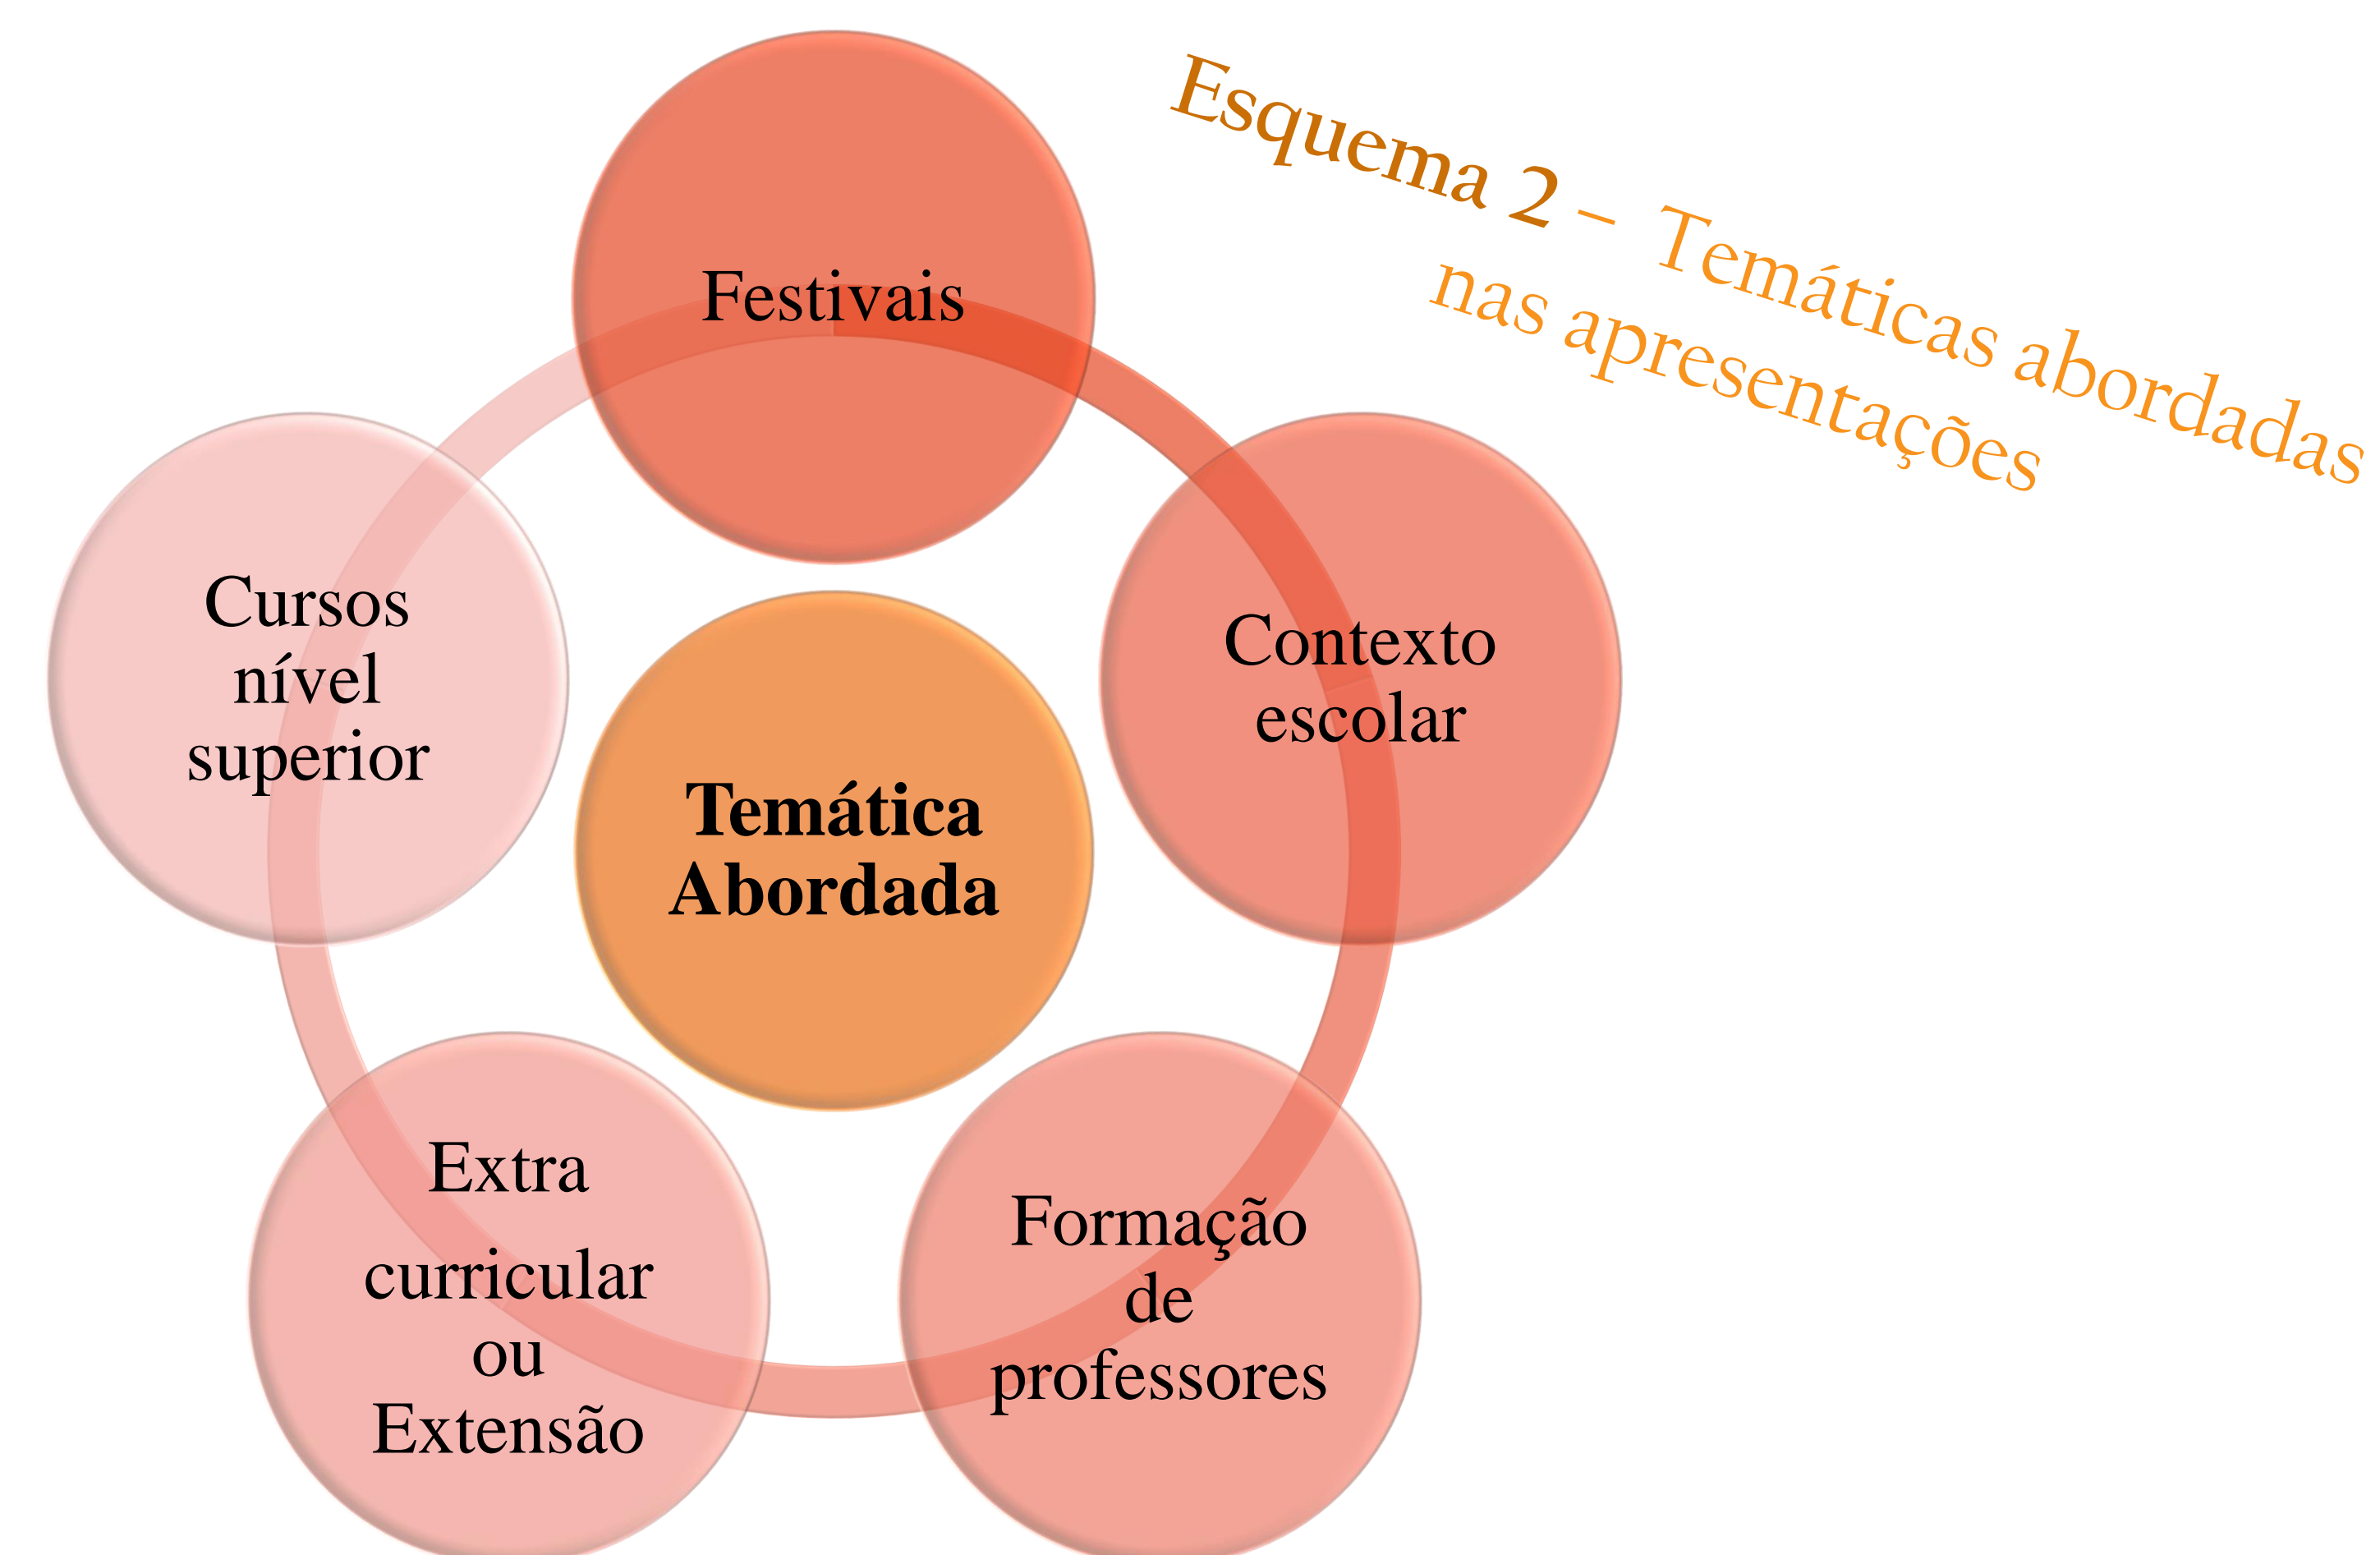 Esquema 2 – Temáticas abordadas
nas apresentações
Festivais
Contexto
escolar
Formação
de
professores
Extra
curricular
ou
Extensão
Cursos
nível
superior
Temática
Abordada